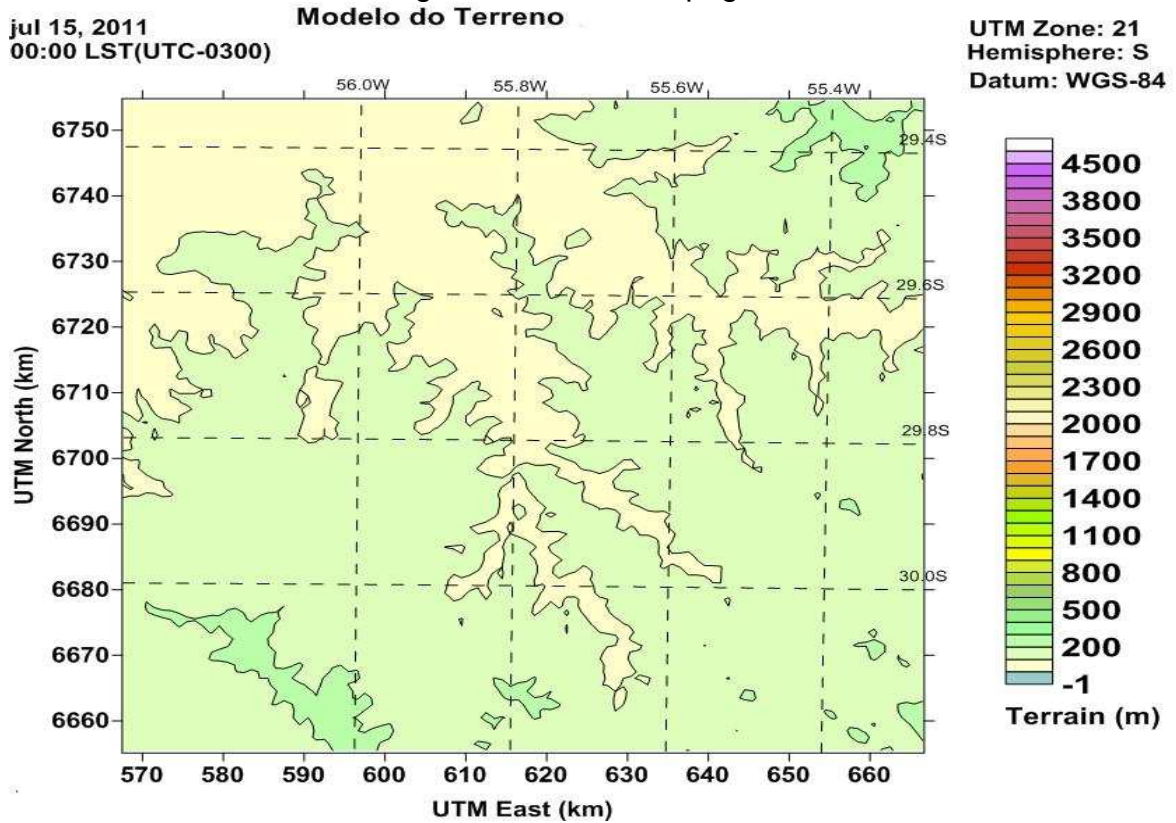 Modelo do Terreno
jul 15, 2011
00:00 LST(UTC-0300)
UTM Zone: 21
Hemisphere: S
Datum: WGS-84
56.0W 55.8W 55.6W 55.4W
6750
6740
6730
6720
6710
6700
6690
6680
6670
6660
UTM North (km)
29.4S
29.6S
29.8S
30.0S
570 580 590 600 610 620 630 640 650 660
UTM East (km)
4500
3800
3500
3200
2900
2600
2300
2000
1700
1400
1100
800
500
200
-1
Terrain (m)